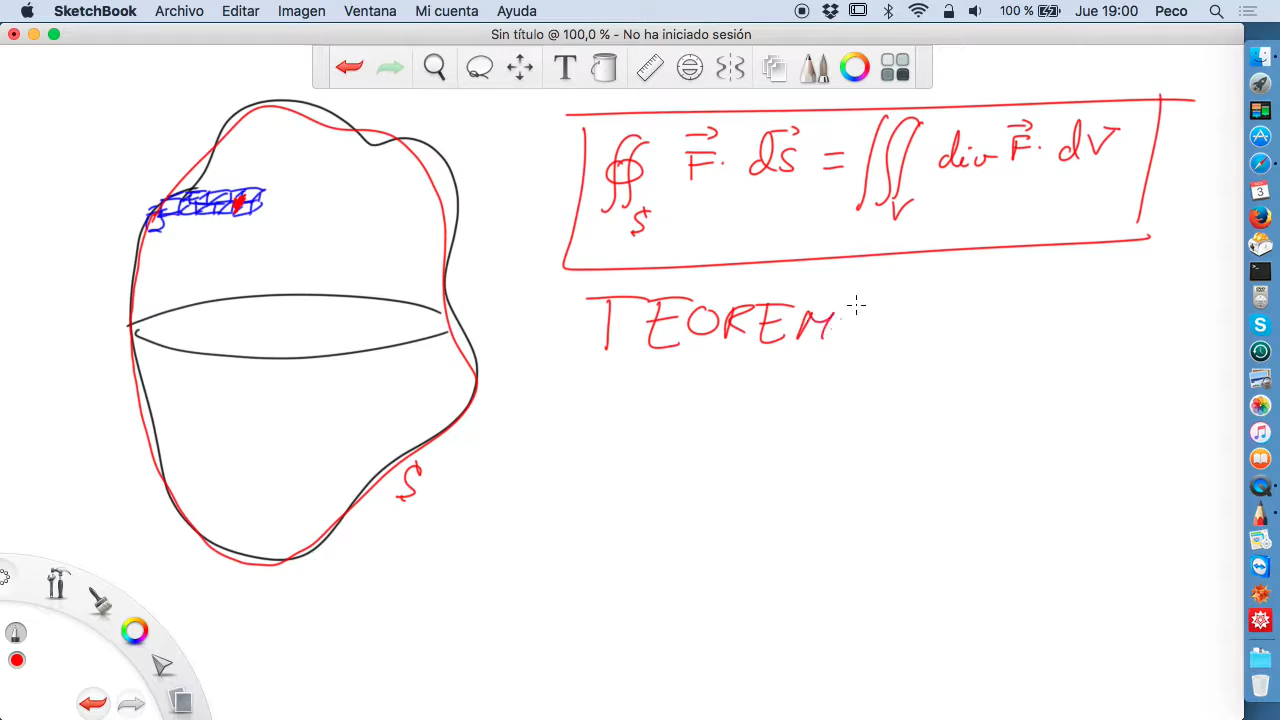 SketchBook Archivo Editar Imagen Ventana Mi cuenta Ayuda 100 % Jue 19:00 Peco
Sin título @ 100,0 % - No ha iniciado sesión
∯_S F⃗ · dS⃗ = ∭_V div F⃗ · dV
TEOREM
S
T
3
S